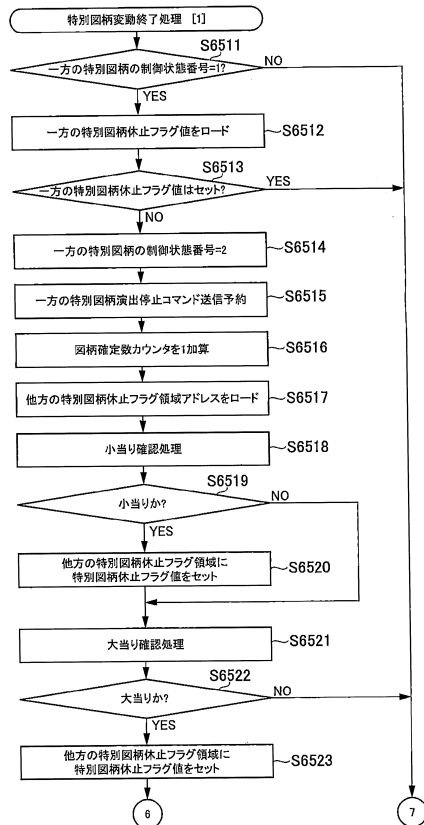 特別図柄変動終了処理 [1]
S6511
一方の特別図柄の制御状態番号=1?
NO
YES
一方の特別図柄休止フラグ値をロード
S6512
S6513
一方の特別図柄休止フラグ値はセット?
YES
NO
一方の特別図柄の制御状態番号=2
S6514
一方の特別図柄演出停止コマンド送信予約
S6515
図柄確定数カウンタを1加算
S6516
他方の特別図柄休止フラグ領域アドレスをロード
S6517
小当り確認処理
S6518
S6519
小当りか?
NO
YES
他方の特別図柄休止フラグ領域に
特別図柄休止フラグ値をセット
S6520
大当り確認処理
S6521
S6522
大当りか?
NO
YES
他方の特別図柄休止フラグ領域に
特別図柄休止フラグ値をセット
S6523
6
7